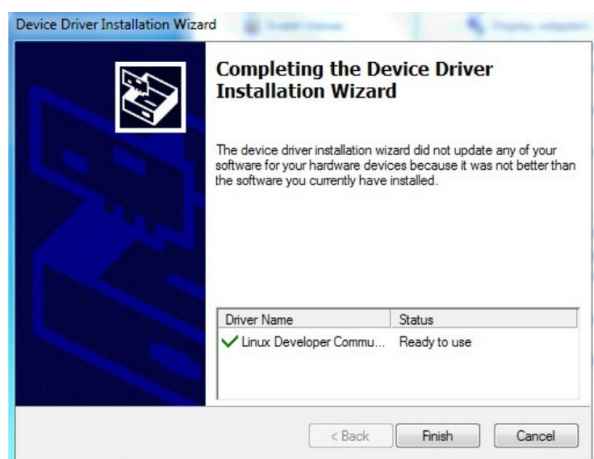 Device Driver Installation Wizard
Completing the Device Driver
Installation Wizard
The device driver installation wizard did not update any of your
software for your hardware devices because it was not better than
the software you currently have installed.
Driver Name Status
Linux Developer Commu... Ready to use
< Back Finish Cancel